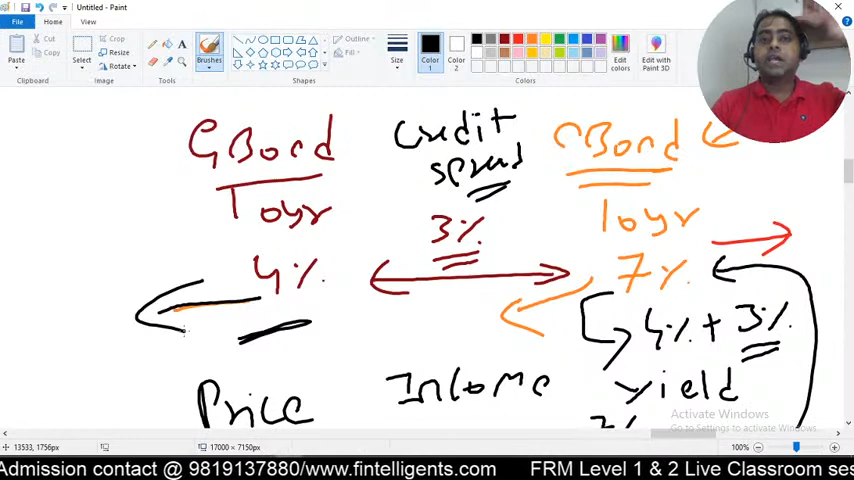 Untitled - Paint
File Home View
Paste Cut Copy Clipboard
Select Crop Resize Rotate Image
A Tools
Brushes
Outline Fill Shapes
Size
Color 1 Color 2
Edit colors Colors
Edit with Paint 3D
GBond Credit spread CBond
10yr 3% 10yr
4% 7%
4% + 3%
Price Income yield
Activate Windows
Go to Settings to activate Windows.
13533, 1756px 17000 × 7150px 100%
Admission contact @ 9819137880/www.fintelligents.com FRM Level 1 & 2 Live Classroom ses